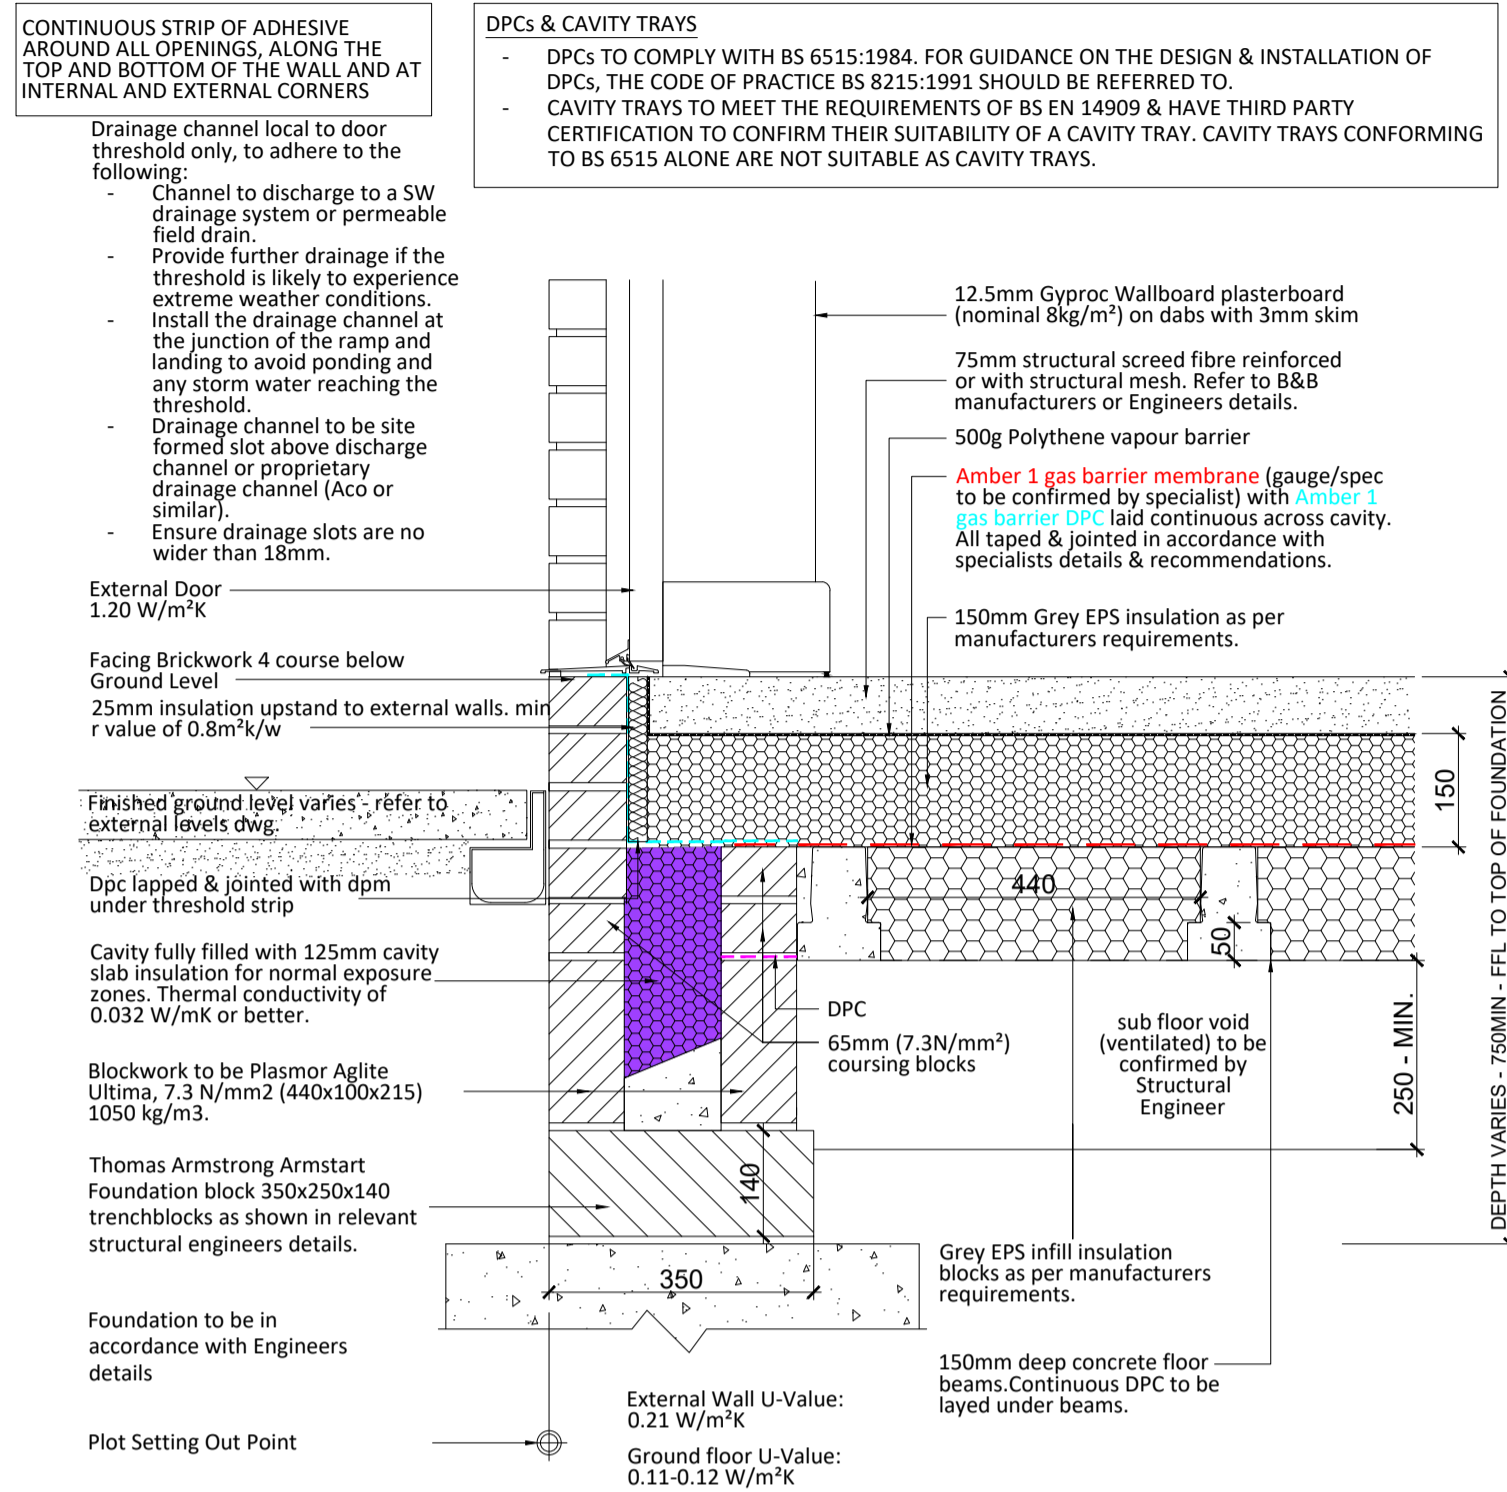 CONTINUOUS STRIP OF ADHESIVE
AROUND ALL OPENINGS, ALONG THE
TOP AND BOTTOM OF THE WALL AND AT
INTERNAL AND EXTERNAL CORNERS
DPCs & CAVITY TRAYS
- DPCs TO COMPLY WITH BS 6515:1984. FOR GUIDANCE ON THE DESIGN & INSTALLATION OF
DPCs, THE CODE OF PRACTICE BS 8215:1991 SHOULD BE REFERRED TO.
- CAVITY TRAYS TO MEET THE REQUIREMENTS OF BS EN 14909 & HAVE THIRD PARTY
CERTIFICATION TO CONFIRM THEIR SUITABILITY OF A CAVITY TRAY. CAVITY TRAYS CONFORMING
TO BS 6515 ALONE ARE NOT SUITABLE AS CAVITY TRAYS.
Drainage channel local to door
threshold only, to adhere to the
following:
- Channel to discharge to a SW
drainage system or permeable
field drain.
- Provide further drainage if the
threshold is likely to experience
extreme weather conditions.
- Install the drainage channel at
the junction of the ramp and
landing to avoid ponding and
any storm water reaching the
threshold.
- Drainage channel to be site
formed slot above discharge
channel or proprietary
drainage channel (Aco or
similar).
- Ensure drainage slots are no
wider than 18mm.
External Door
1.20 W/m²K
Facing Brickwork 4 course below
Ground Level
25mm insulation upstand to external walls. min
r value of 0.8m²k/w
Finished ground level varies - refer to
external levels dwg.
Dpc lapped & jointed with dpm
under threshold strip
Cavity fully filled with 125mm cavity
slab insulation for normal exposure
zones. Thermal conductivity of
0.032 W/mK or better.
Blockwork to be Plasmor Aglite
Ultima, 7.3 N/mm2 (440x100x215)
1050 kg/m3.
Thomas Armstrong Armstart
Foundation block 350x250x140
trenchblocks as shown in relevant
structural engineers details.
Foundation to be in
accordance with Engineers
details
Plot Setting Out Point
12.5mm Gyproc Wallboard plasterboard
(nominal 8kg/m²) on dabs with 3mm skim
75mm structural screed fibre reinforced
or with structural mesh. Refer to B&B
manufacturers or Engineers details.
500g Polythene vapour barrier
Amber 1 gas barrier membrane (gauge/spec
to be confirmed by specialist) with Amber 1
gas barrier DPC laid continuous across cavity.
All taped & jointed in accordance with
specialists details & recommendations.
150mm Grey EPS insulation as per
manufacturers requirements.
150
440
50
DPC
65mm (7.3N/mm²)
coursing blocks
sub floor void
(ventilated) to be
confirmed by
Structural
Engineer
250 - MIN.
DEPTH VARIES - 750MIN - FFL TO TOP OF FOUNDATION
140
350
Grey EPS infill insulation
blocks as per manufacturers
requirements.
150mm deep concrete floor
beams.Continuous DPC to be
layed under beams.
External Wall U-Value:
0.21 W/m²K
Ground floor U-Value:
0.11-0.12 W/m²K